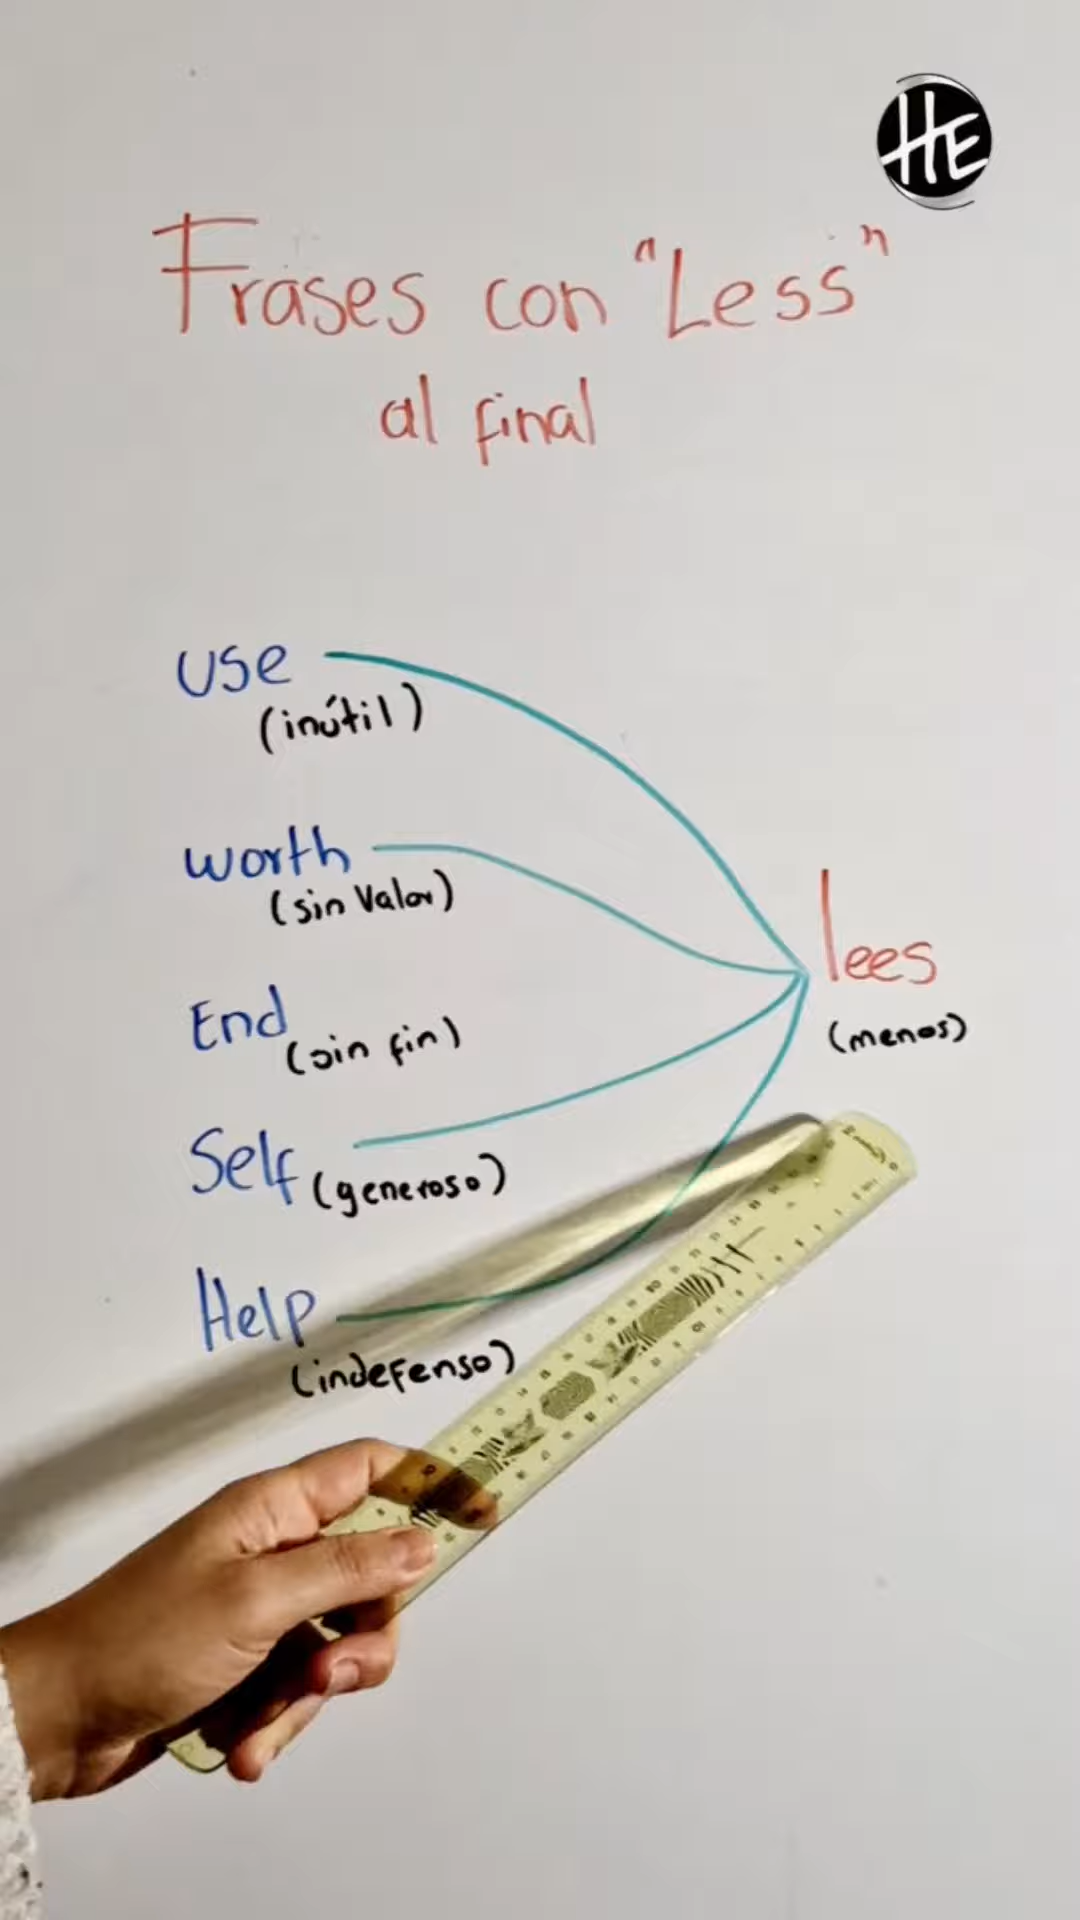 HE
Frases con "Less"
al final
Use
(inútil)
worth
(sin Valor)
lees
(menos)
End
(sin fin)
Self (generoso)
Help
(indefenso)